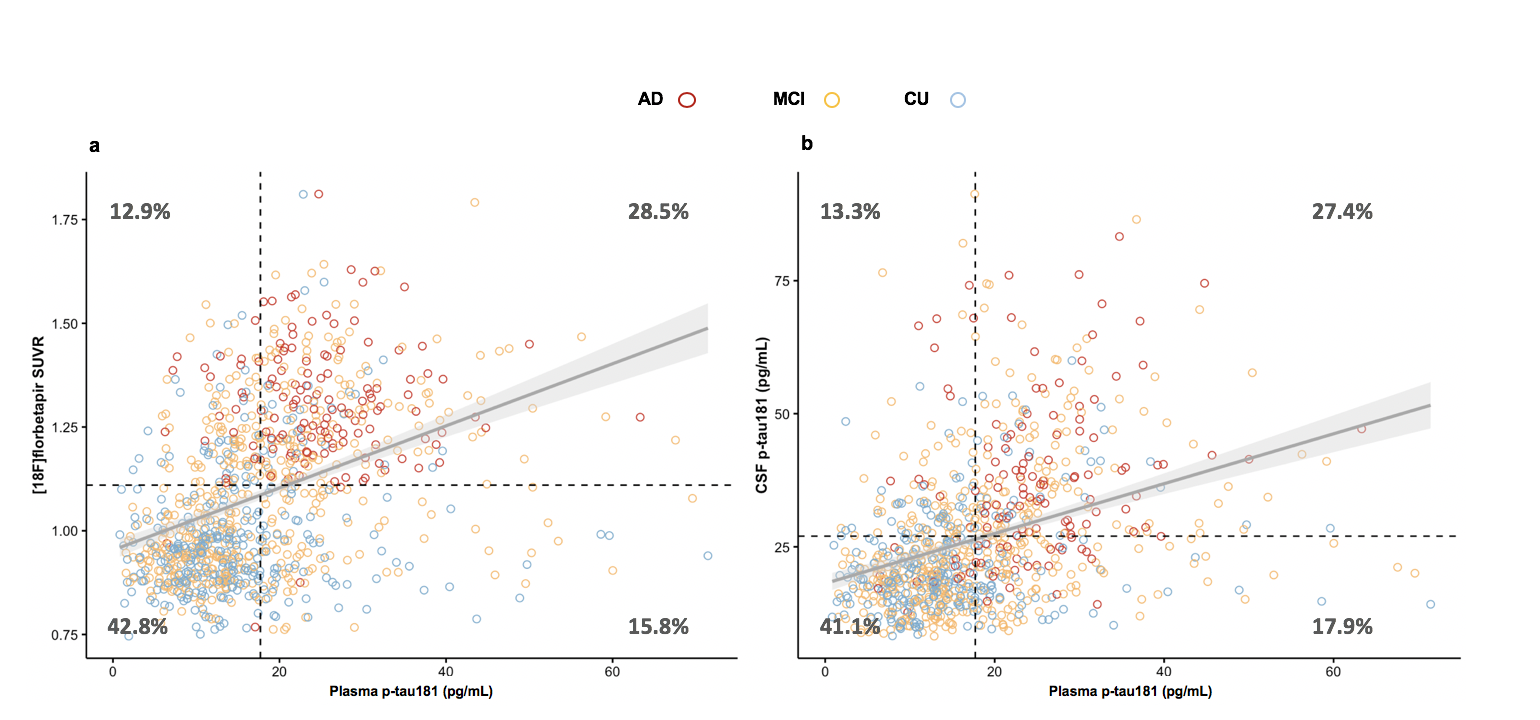 AD MCI CU
a
[18F]florbetapir SUVR
1.75
1.50
1.25
1.00
0.75
12.9%
28.5%
42.8%
15.8%
0 20 40 60
Plasma p-tau181 (pg/mL)
b
CSF p-tau181 (pg/mL)
75
50
25
13.3%
27.4%
41.1%
17.9%
0 20 40 60
Plasma p-tau181 (pg/mL)